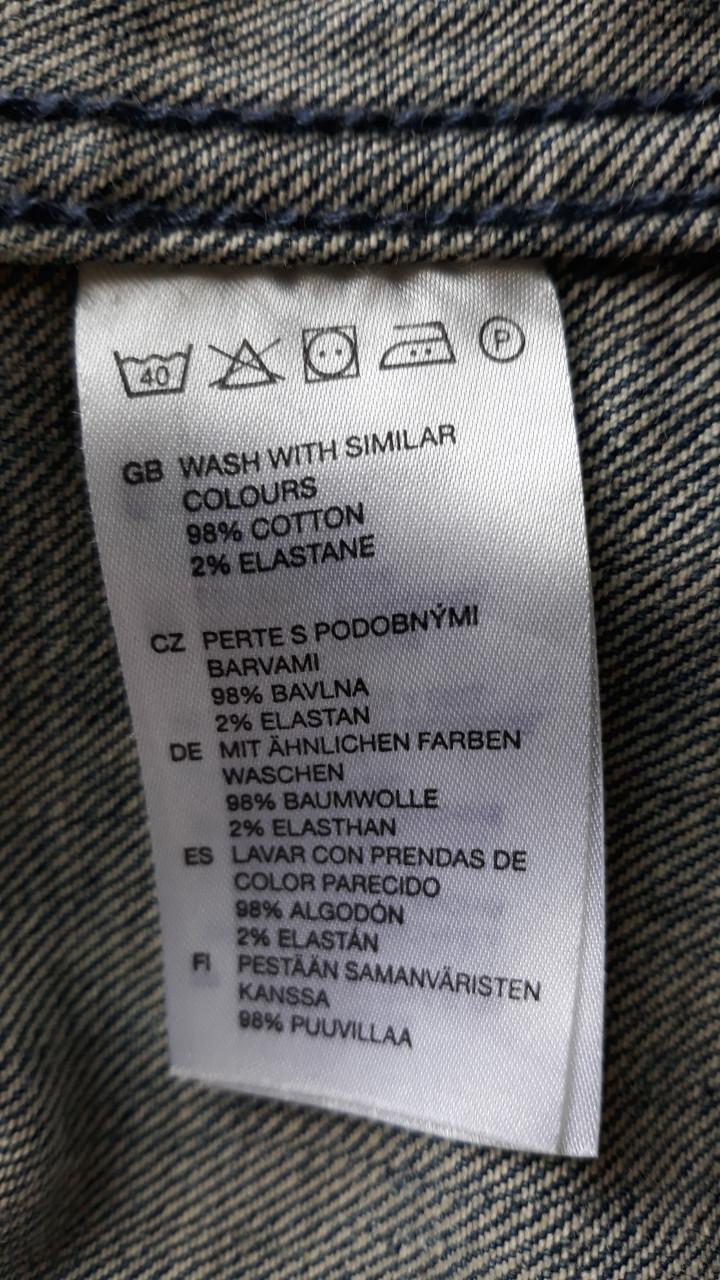 40 P
GB WASH WITH SIMILAR
COLOURS
98% COTTON
2% ELASTANE
CZ PERTE S PODOBNÝMI
BARVAMI
98% BAVLNA
2% ELASTAN
DE MIT ÄHNLICHEN FARBEN
WASCHEN
98% BAUMWOLLE
2% ELASTHAN
ES LAVAR CON PRENDAS DE
COLOR PARECIDO
98% ALGODÓN
2% ELASTÁN
FI PESTÄÄN SAMANVÄRISTEN
KANSSA
98% PUUVILLAA